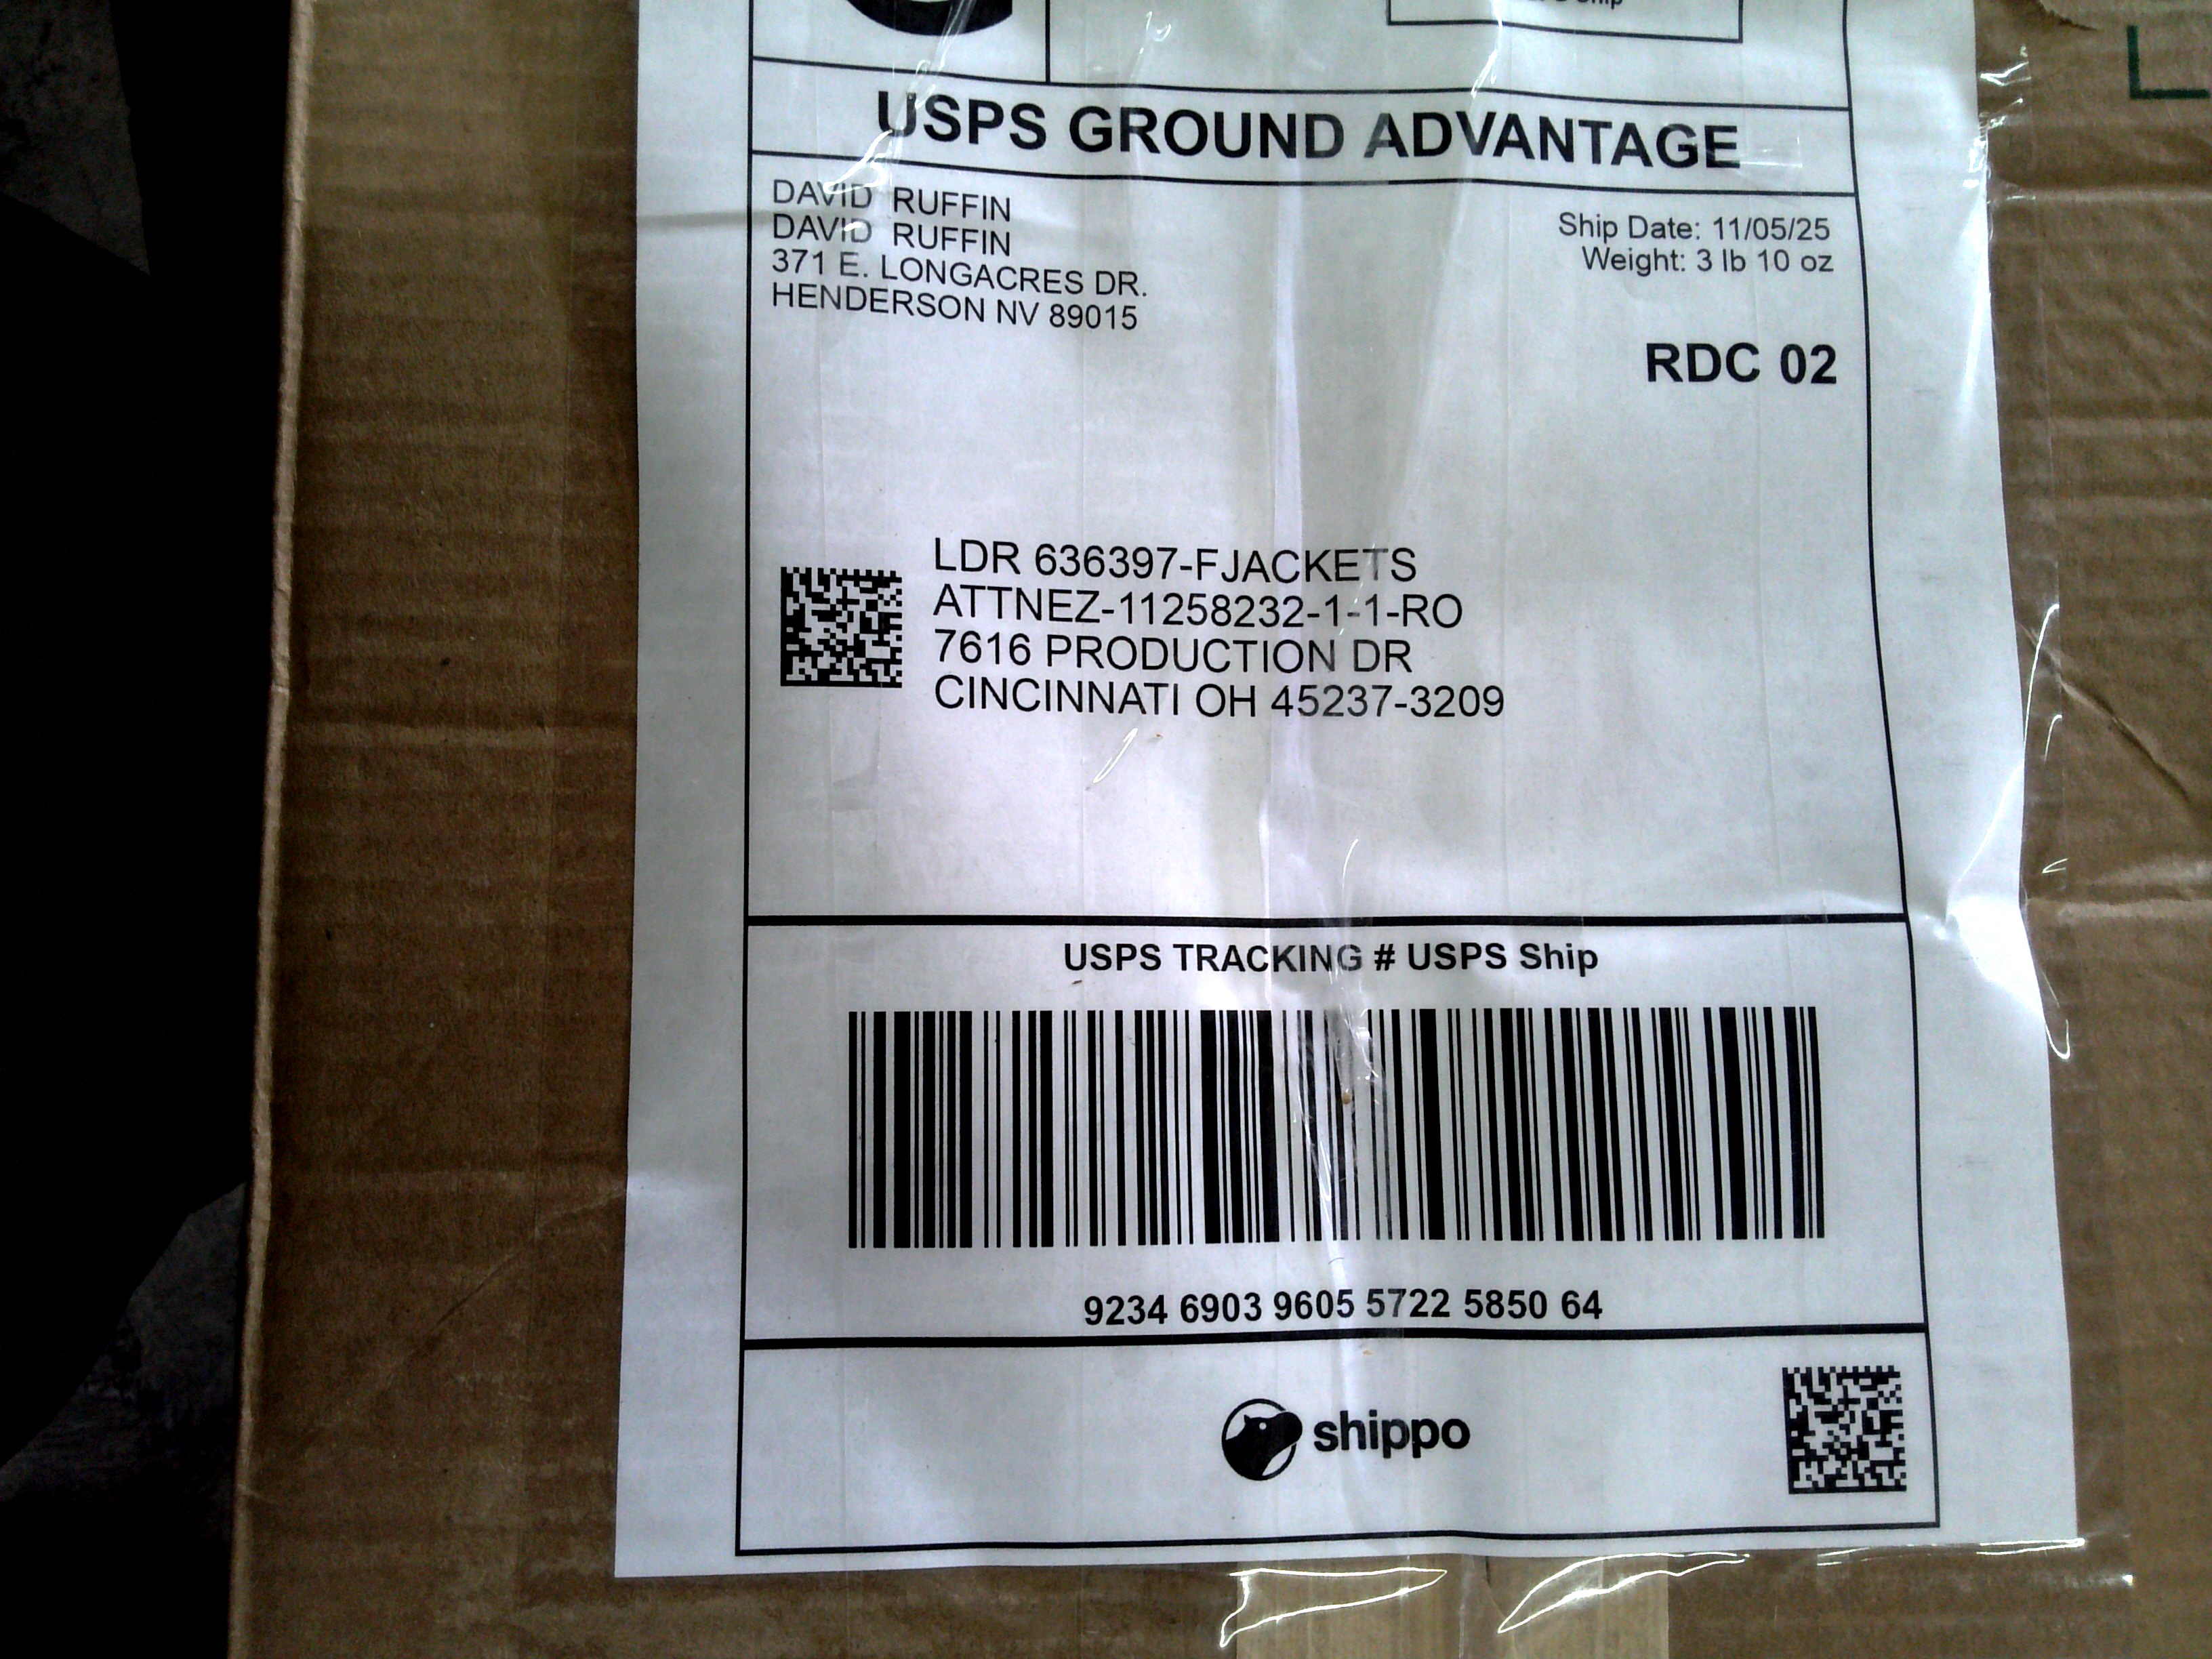 USPS GROUND ADVANTAGE
DAVID RUFFIN
DAVID RUFFIN
371 E. LONGACRES DR.
HENDERSON NV 89015
Ship Date: 11/05/25
Weight: 3 lb 10 oz
RDC 02
LDR 636397-FJACKETS
ATTNEZ-11258232-1-1-RO
7616 PRODUCTION DR
CINCINNATI OH 45237-3209
USPS TRACKING # USPS Ship
9234 6903 9605 5722 5850 64
shippo